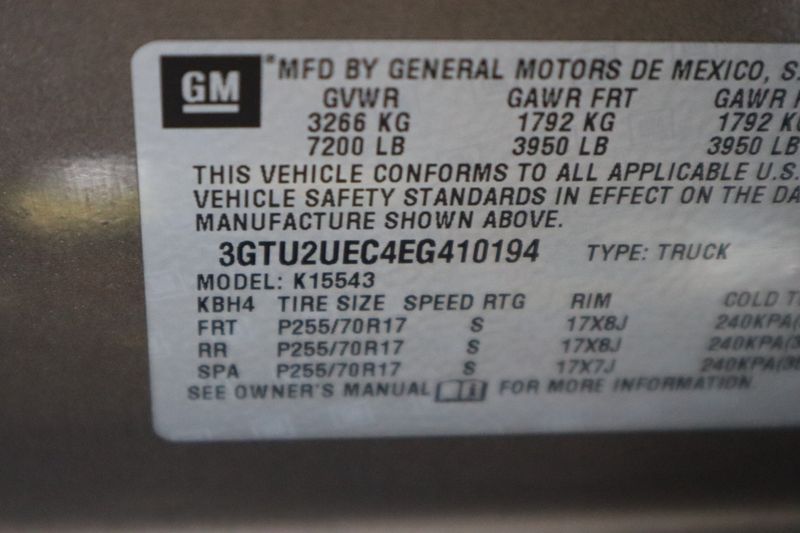 GM
*MFD BY GENERAL MOTORS DE MEXICO, S.
GVWR GAWR FRT GAWR
3266 KG 1792 KG 1792
7200 LB 3950 LB 3950 LB
THIS VEHICLE CONFORMS TO ALL APPLICABLE U.S.
VEHICLE SAFETY STANDARDS IN EFFECT ON THE DA
MANUFACTURE SHOWN ABOVE.
3GTU2UEC4EG410194 TYPE: TRUCK
MODEL: K15543
KBH4 TIRE SIZE SPEED RTG RIM COLD T
FRT P255/70R17 S 17X8J 240KPA(
RR P255/70R17 S 17X8J 240KPA(3
SPA P255/70R17 S 17X7J 240KPA(
SEE OWNER'S MANUAL FOR MORE INFORMATION